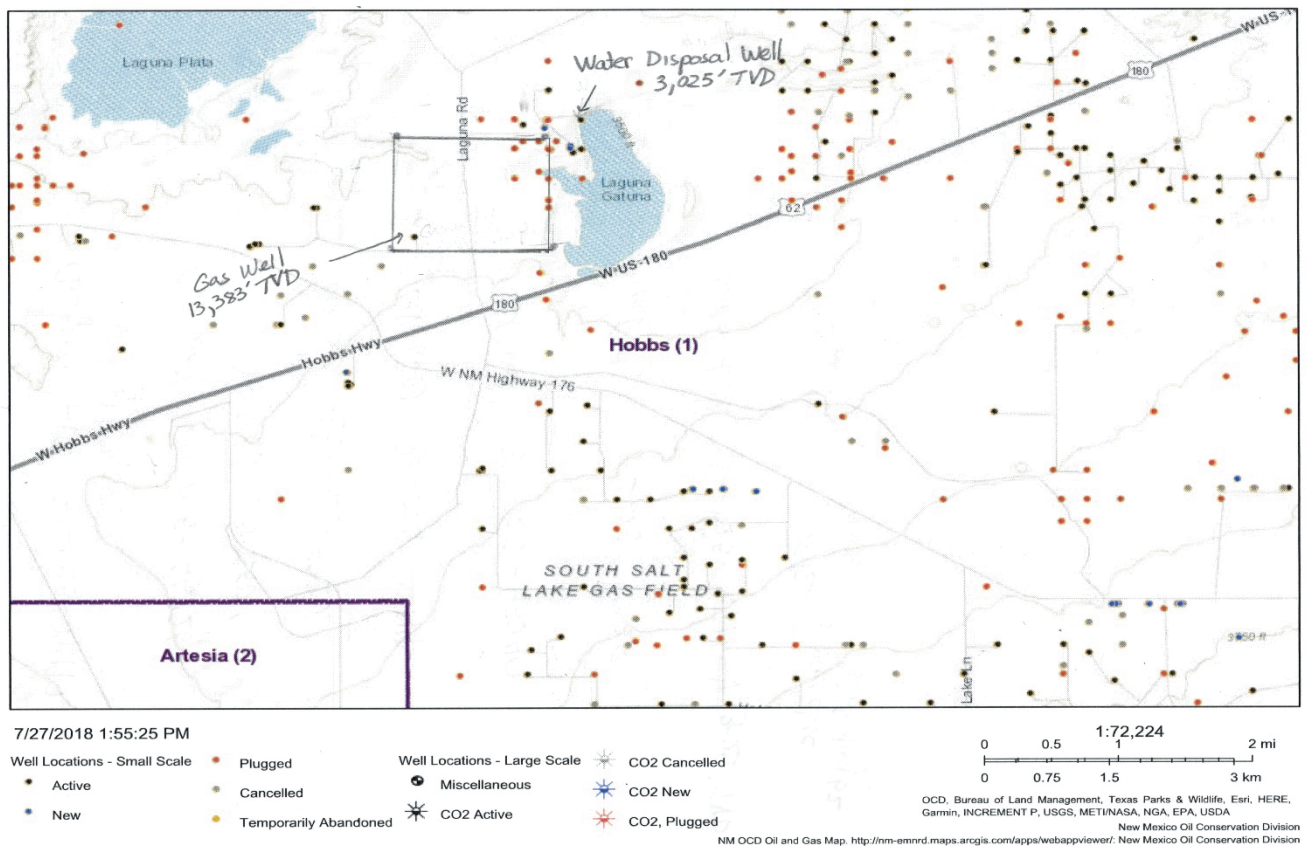 Laguna Plata
Water Disposal Well
3,025' TVD
W-US-1
180
Laguna Rd
Laguna
Gatuna
62
W-US-180
Gas Well
13,383' TVD
180
Hobbs Hwy
Hobbs (1)
W NM Highway 176
W-Hobbs-Hwy
SOUTH SALT
LAKE GAS FIELD
Artesia (2)
Lake Ln
7/27/2018 1:55:25 PM
Well Locations - Small Scale
Active
New
Plugged
Cancelled
Temporarily Abandoned
Well Locations - Large Scale
Miscellaneous
CO2 Active
CO2 Cancelled
CO2 New
CO2, Plugged
1:72,224
0 0.5 1 2 mi
0 0.75 1.5 3 km
OCD, Bureau of Land Management, Texas Parks & Wildlife, Esri, HERE,
Garmin, INCREMENT P, USGS, METI/NASA, NGA, EPA, USDA
New Mexico Oil Conservation Division
NM OCD Oil and Gas Map. http://nm-emnrd.maps.arcgis.com/apps/webappviewer/: New Mexico Oil Conservation Division